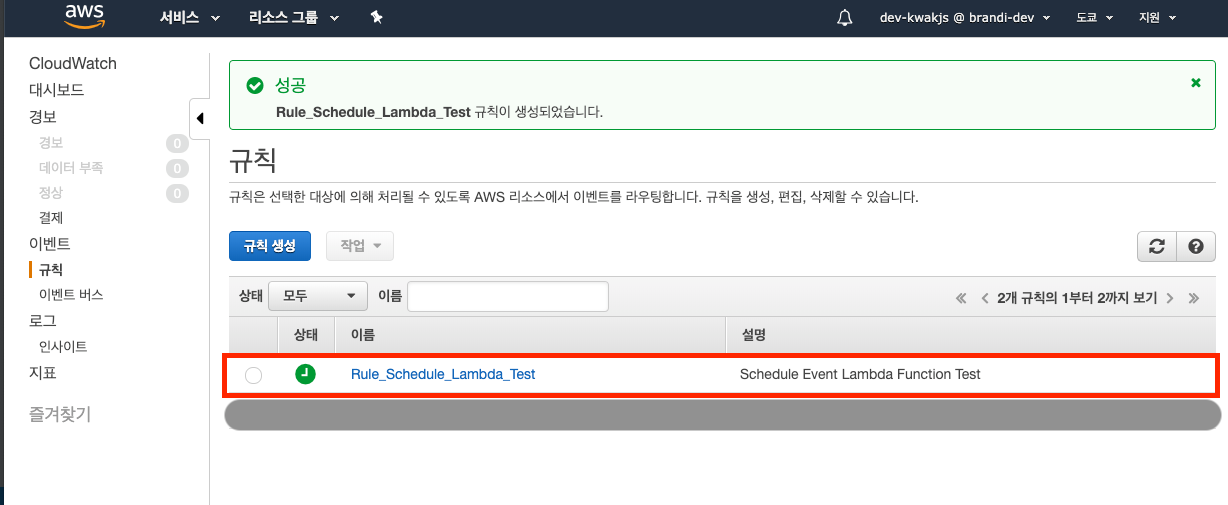 aws 서비스 리소스 그룹 dev-kwakjs @ brandi-dev 도쿄 지원
CloudWatch
대시보드
경보
경보 0
데이터 부족 0
정상 0
결제
이벤트
규칙
이벤트 버스
로그
인사이트
지표
즐겨찾기
성공
Rule_Schedule_Lambda_Test 규칙이 생성되었습니다.
규칙
규칙은 선택한 대상에 의해 처리될 수 있도록 AWS 리소스에서 이벤트를 라우팅합니다. 규칙을 생성, 편집, 삭제할 수 있습니다.
규칙 생성 작업
상태 모두 이름 2개 규칙의 1부터 2까지 보기
상태 이름 설명
Rule_Schedule_Lambda_Test Schedule Event Lambda Function Test